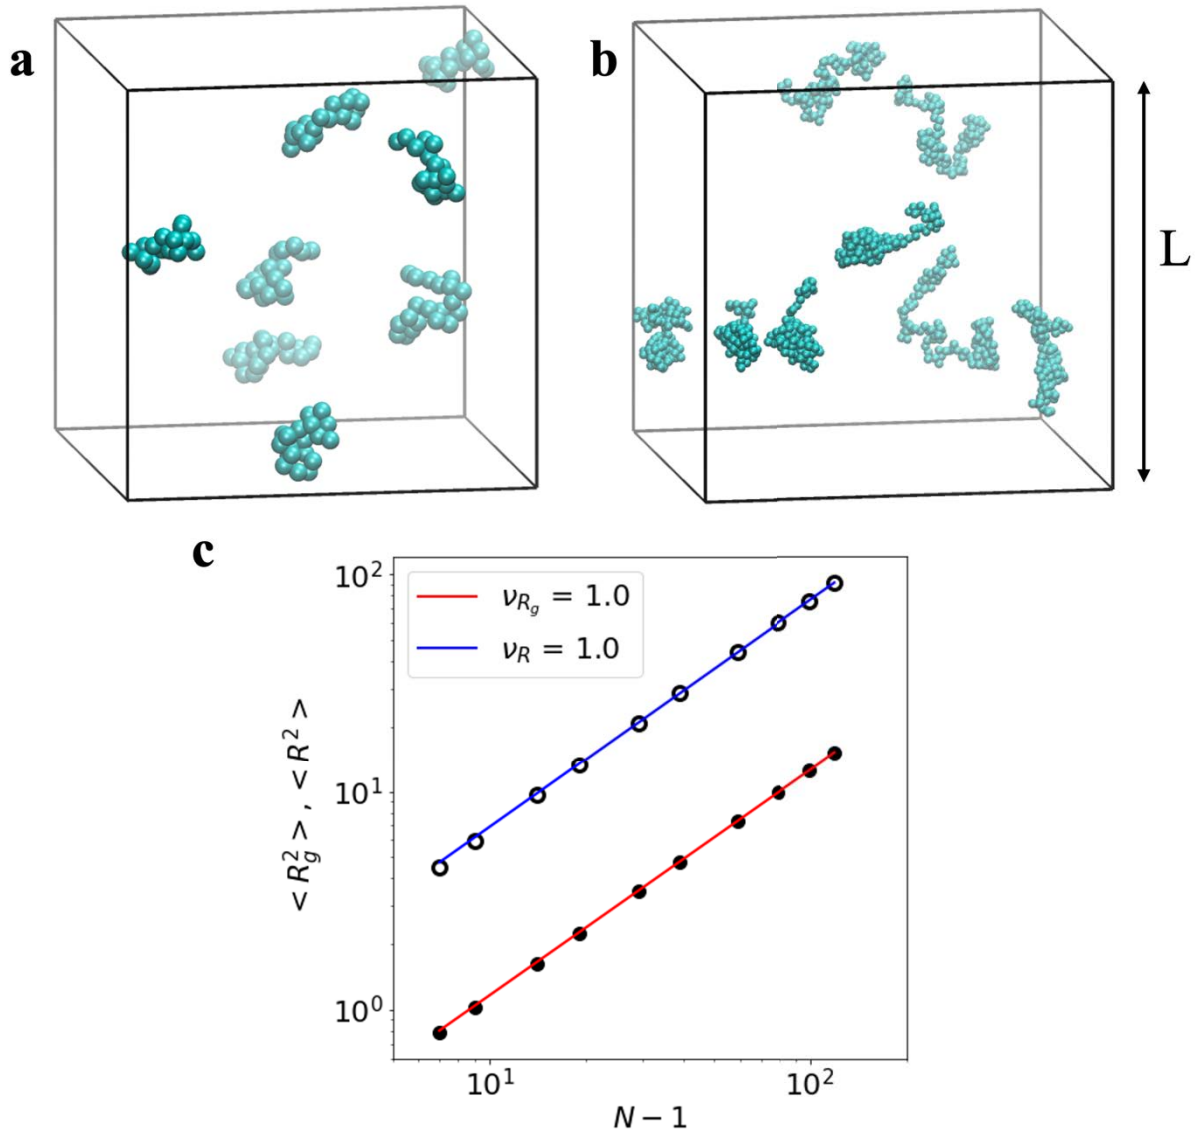 a
b
L
c
10²
10¹
10⁰
ν_{R_g} = 1.0
ν_R = 1.0
< R_g² > , < R² >
10¹
10²
N − 1